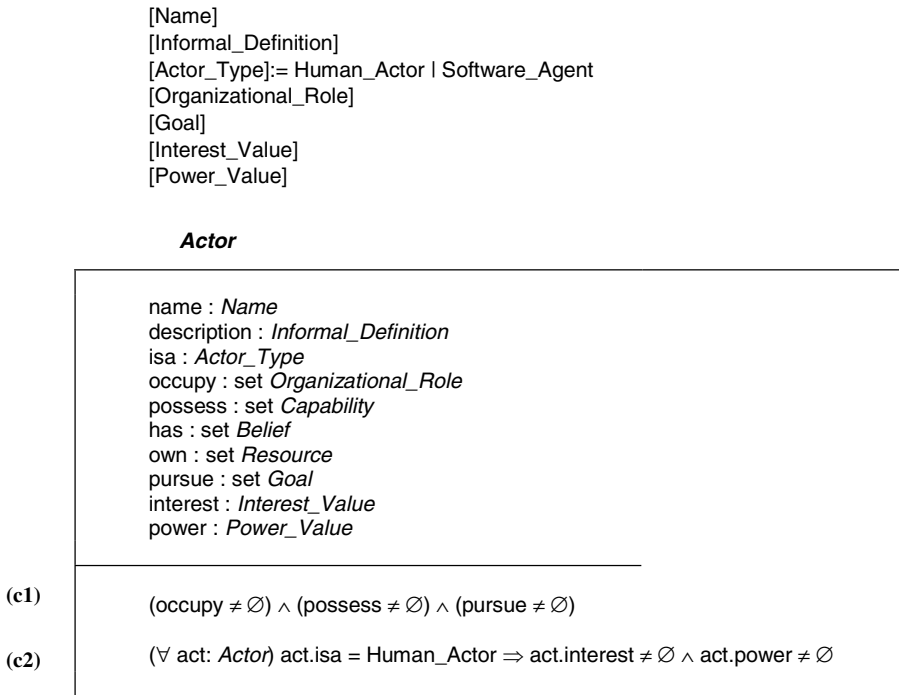 [Name]
[Informal_Definition]
[Actor_Type]:= Human_Actor | Software_Agent
[Organizational_Role]
[Goal]
[Interest_Value]
[Power_Value]
Actor
name : Name
description : Informal_Definition
isa : Actor_Type
occupy : set Organizational_Role
possess : set Capability
has : set Belief
own : set Resource
pursue : set Goal
interest : Interest_Value
power : Power_Value
(c1) (occupy ≠ ∅) ∧ (possess ≠ ∅) ∧ (pursue ≠ ∅)
(c2) (∀ act: Actor) act.isa = Human_Actor ⇒ act.interest ≠ ∅ ∧ act.power ≠ ∅